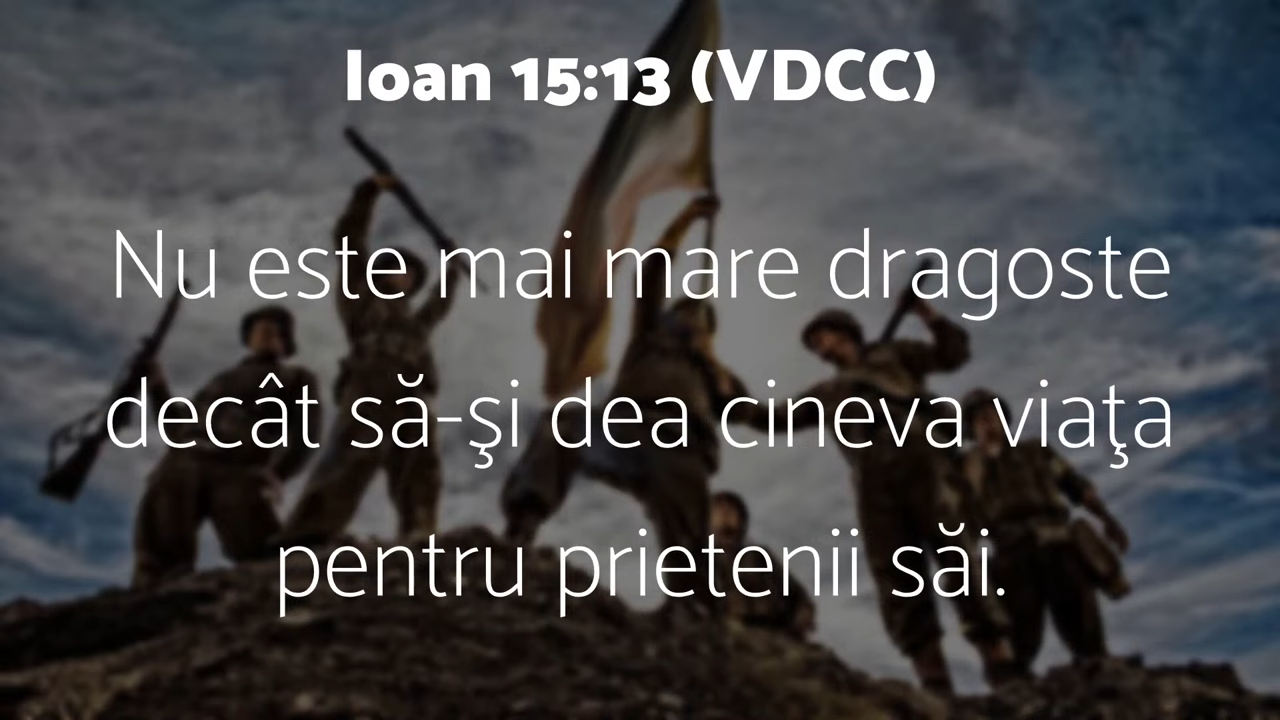 Ioan 15:13 (VDCC)
Nu este mai mare dragoste
decât să-şi dea cineva viaţa
pentru prietenii săi.